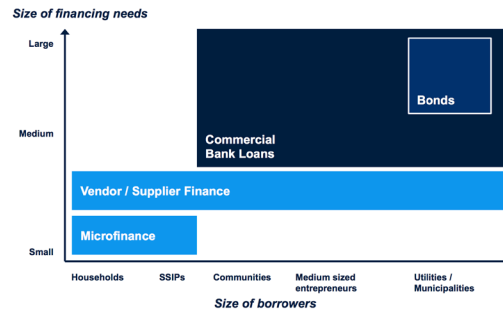 Size of financing needs
Large
Bonds
Medium
Commercial
Bank Loans
Vendor / Supplier Finance
Microfinance
Small
Households
SSIPs
Communities
Medium sized
entrepreneurs
Utilities /
Municipalities
Size of borrowers